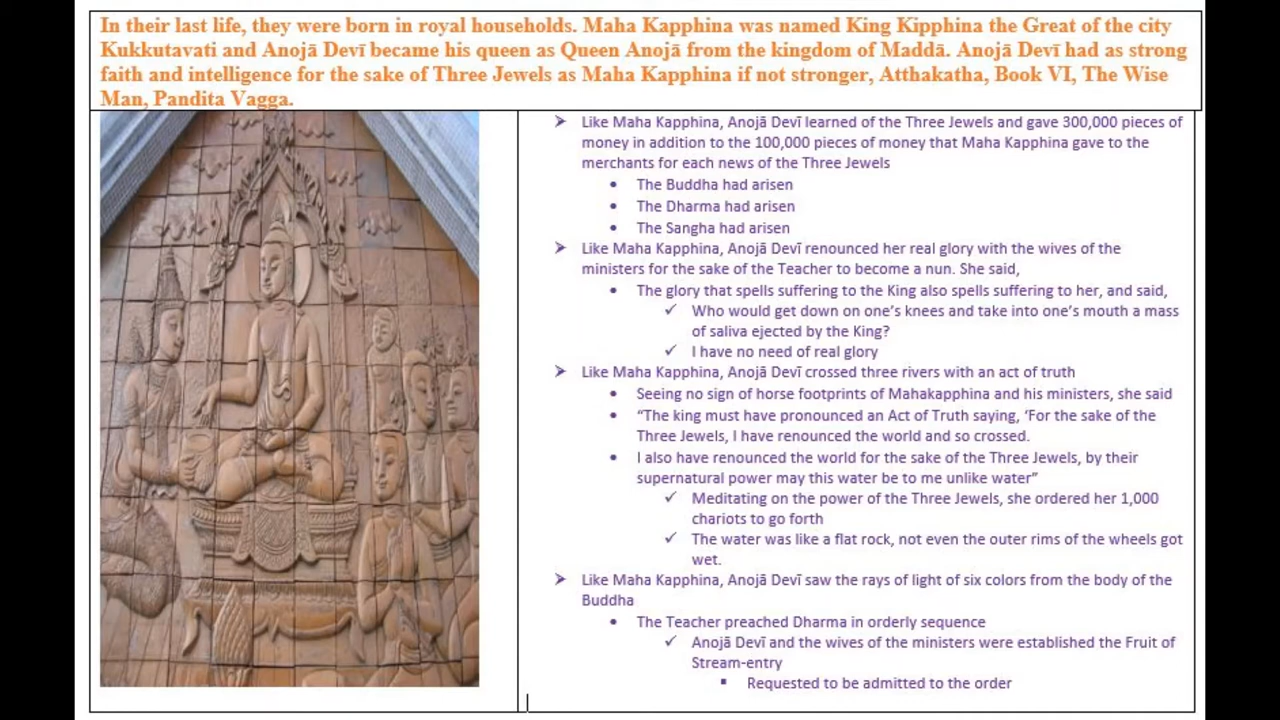 In their last life, they were born in royal households. Maha Kapphina was named King Kipphina the Great of the city
Kukkutavati and Anojā Devī became his queen as Queen Anojā from the kingdom of Maddā. Anojā Devī had as strong
faith and intelligence for the sake of Three Jewels as Maha Kapphina if not stronger, Atthakatha, Book VI, The Wise
Man, Pandita Vagga.
➢ Like Maha Kapphina, Anojā Devī learned of the Three Jewels and gave 300,000 pieces of
money in addition to the 100,000 pieces of money that Maha Kapphina gave to the
merchants for each news of the Three Jewels
• The Buddha had arisen
• The Dharma had arisen
• The Sangha had arisen
➢ Like Maha Kapphina, Anojā Devī renounced her real glory with the wives of the
ministers for the sake of the Teacher to become a nun. She said,
• The glory that spells suffering to the King also spells suffering to her, and said,
✓ Who would get down on one's knees and take into one's mouth a mass
of saliva ejected by the King?
✓ I have no need of real glory
➢ Like Maha Kapphina, Anojā Devī crossed three rivers with an act of truth
• Seeing no sign of horse footprints of Mahakapphina and his ministers, she said
• “The king must have pronounced an Act of Truth saying, ‘For the sake of the
Three Jewels, I have renounced the world and so crossed.
• I also have renounced the world for the sake of the Three Jewels, by their
supernatural power may this water be to me unlike water”
✓ Meditating on the power of the Three Jewels, she ordered her 1,000
chariots to go forth
✓ The water was like a flat rock, not even the outer rims of the wheels got
wet.
➢ Like Maha Kapphina, Anojā Devī saw the rays of light of six colors from the body of the
Buddha
• The Teacher preached Dharma in orderly sequence
✓ Anojā Devī and the wives of the ministers were established the Fruit of
Stream-entry
▪ Requested to be admitted to the order